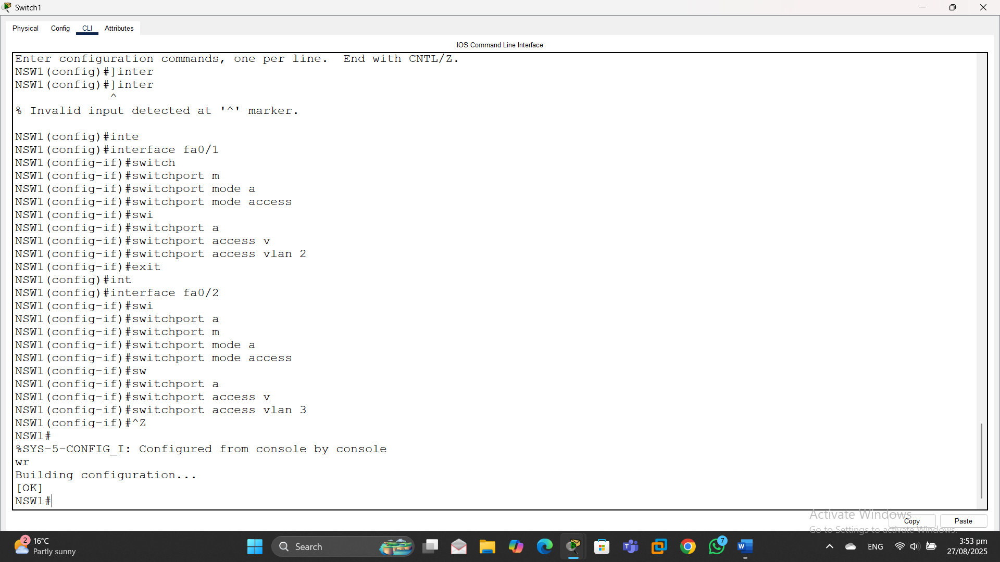 Switch1
Physical Config CLI Attributes
IOS Command Line Interface
Enter configuration commands, one per line.  End with CNTL/Z.
NSW1(config)#]inter
NSW1(config)#]inter
^
% Invalid input detected at '^' marker.
NSW1(config)#inte
NSW1(config)#interface fa0/1
NSW1(config-if)#switch
NSW1(config-if)#switchport m
NSW1(config-if)#switchport mode a
NSW1(config-if)#switchport mode access
NSW1(config-if)#swi
NSW1(config-if)#switchport a
NSW1(config-if)#switchport access v
NSW1(config-if)#switchport access vlan 2
NSW1(config-if)#exit
NSW1(config)#int
NSW1(config)#interface fa0/2
NSW1(config-if)#swi
NSW1(config-if)#switchport a
NSW1(config-if)#switchport m
NSW1(config-if)#switchport mode a
NSW1(config-if)#switchport mode access
NSW1(config-if)#sw
NSW1(config-if)#switchport a
NSW1(config-if)#switchport access v
NSW1(config-if)#switchport access vlan 3
NSW1(config-if)#^Z
NSW1#
%SYS-5-CONFIG_I: Configured from console by console
wr
Building configuration...
[OK]
NSW1#
Activate Windows
Go to Settings to activate Windows.
Copy Paste
2
16°C
Partly sunny
Search
7
ENG
3:53 pm
27/08/2025